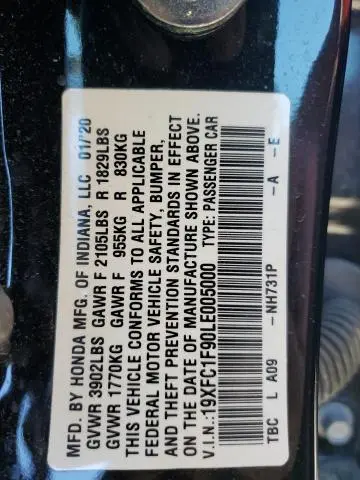 MFD. BY HONDA MFG. OF INDIANA, LLC 01/'20
GVWR 3902LBS GAWR F 2105LBS R 1829LBS
GVWR 1770KG GAWR F 955KG R 830KG
THIS VEHICLE CONFORMS TO ALL APPLICABLE
FEDERAL MOTOR VEHICLE SAFETY, BUMPER,
AND THEFT PREVENTION STANDARDS IN EFFECT
ON THE DATE OF MANUFACTURE SHOWN ABOVE.
V.I.N.:19XFC1F90LE005000 TYPE: PASSENGER CAR
TBC L A09 -NH731P -A -E